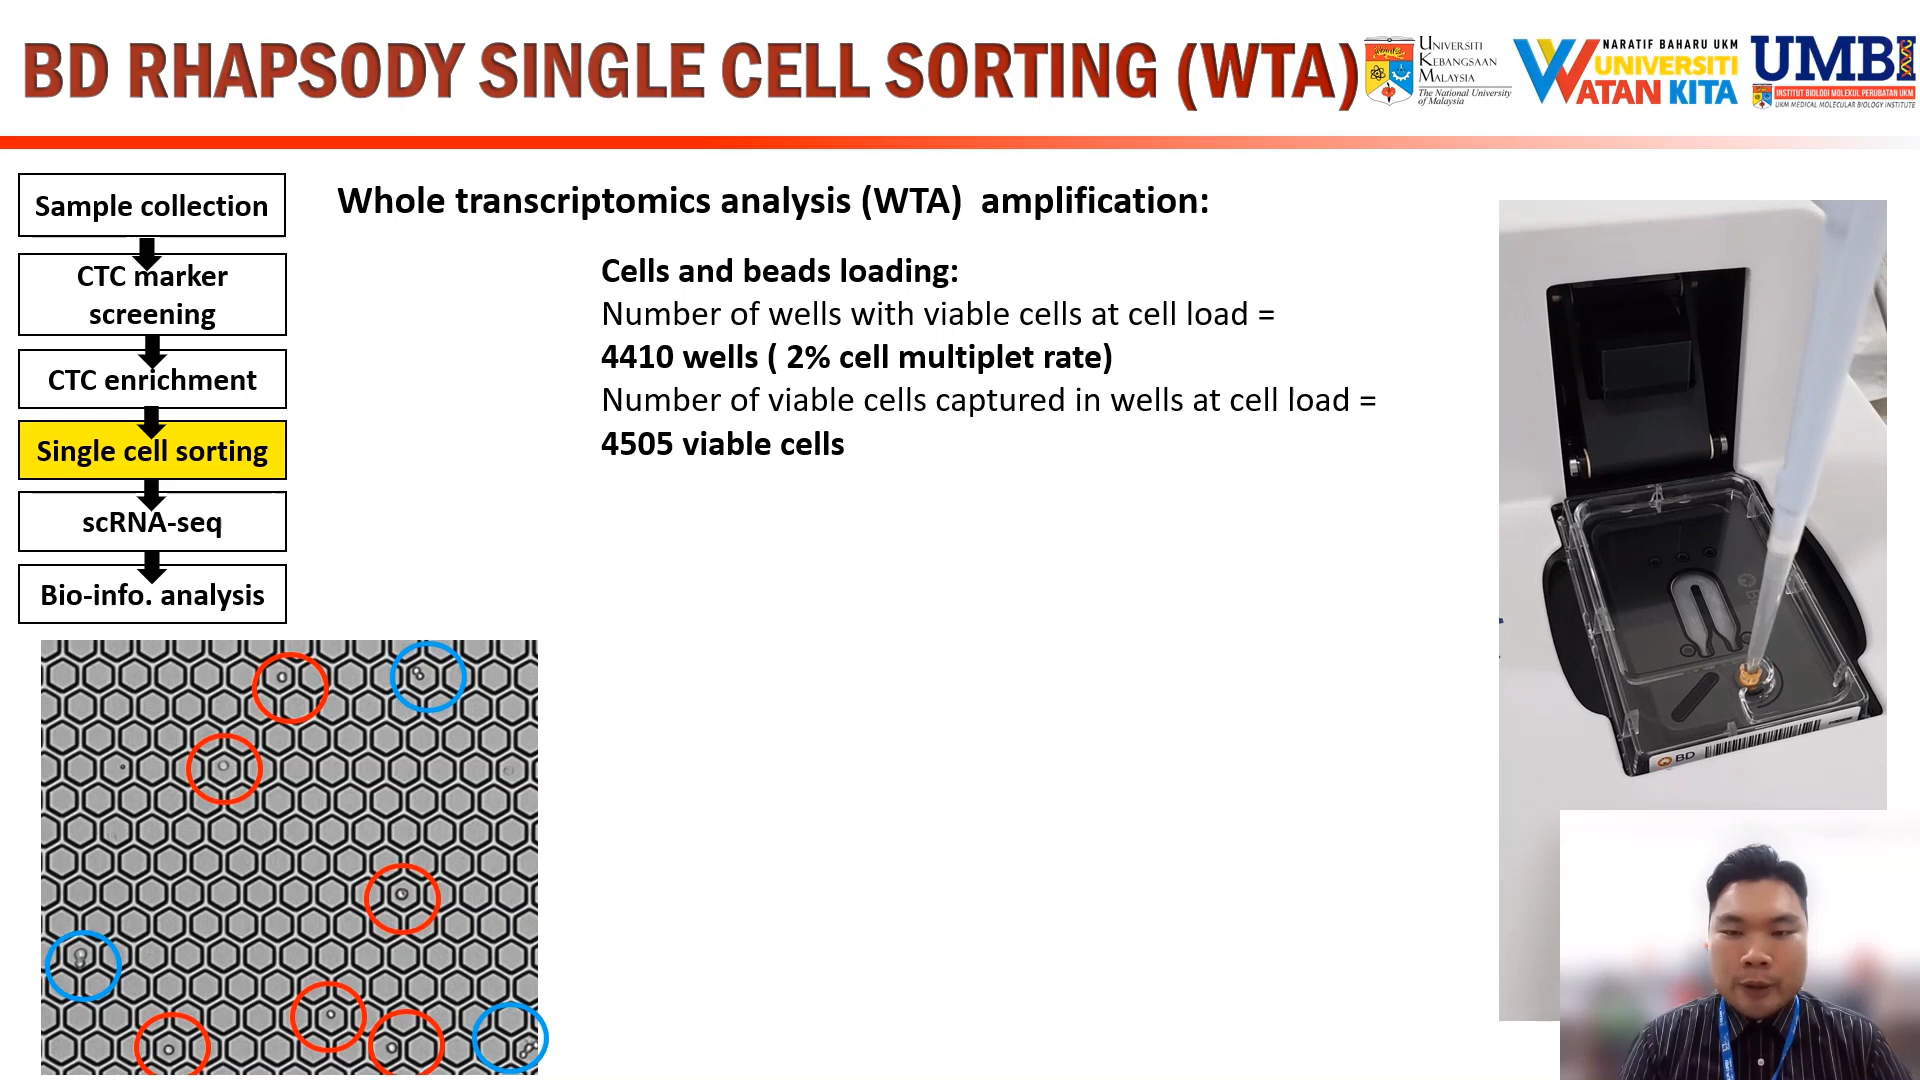 BD RHAPSODY SINGLE CELL SORTING (WTA)
UNIVERSITI
KEBANGSAAN
MALAYSIA
The National University
of Malaysia
NARATIF BAHARU UKM
UNIVERSITI
WATAN KITA
UMBI
INSTITUT BIOLOGI MOLEKUL PERUBATAN UKM
UKM MEDICAL MOLECULAR BIOLOGY INSTITUTE
Sample collection
CTC marker
screening
CTC enrichment
Single cell sorting
scRNA-seq
Bio-info. analysis
Whole transcriptomics analysis (WTA) amplification:
Cells and beads loading:
Number of wells with viable cells at cell load =
4410 wells ( 2% cell multiplet rate)
Number of viable cells captured in wells at cell load =
4505 viable cells
BD